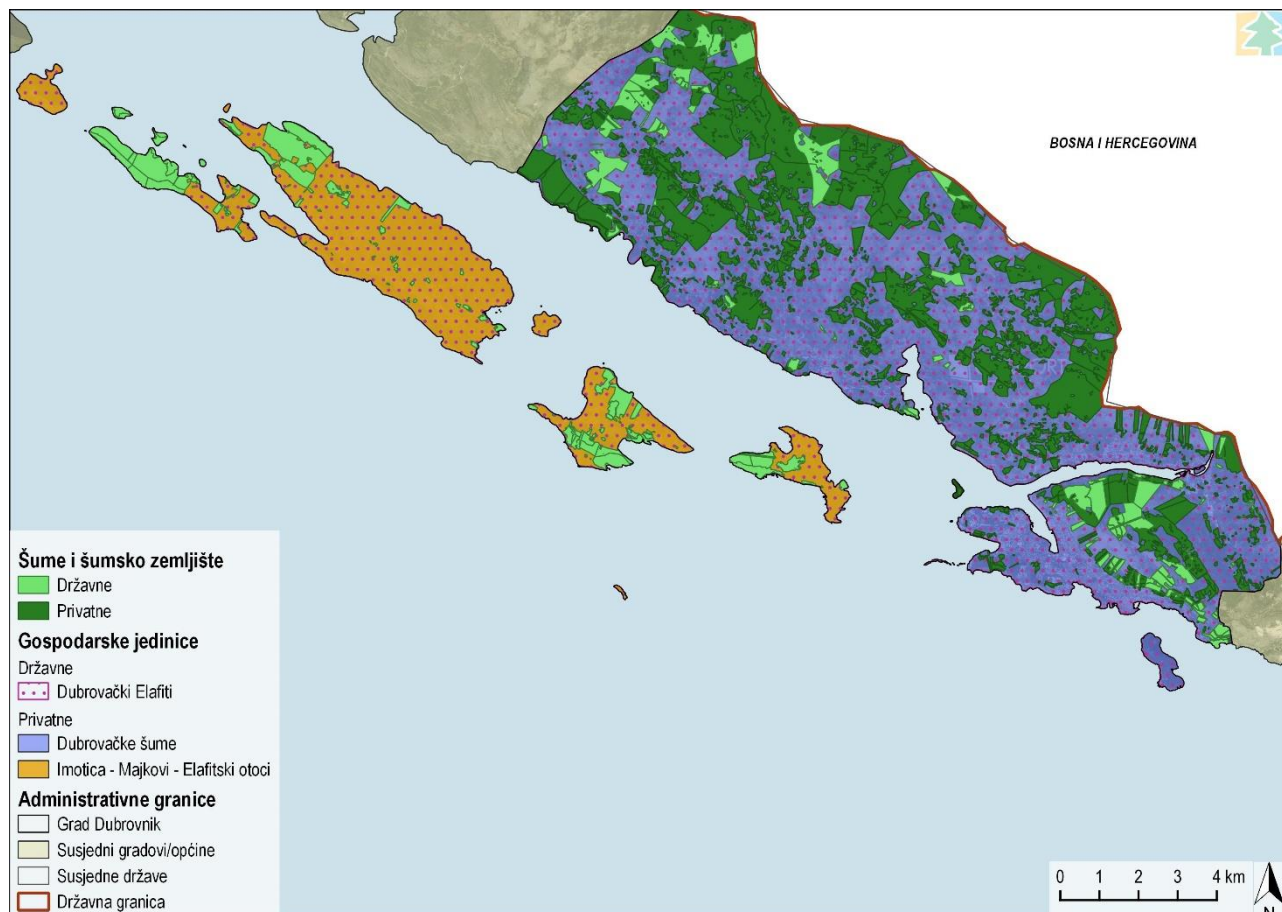 BOSNA I HERCEGOVINA
Šume i šumsko zemljište
Državne
Privatne
Gospodarske jedinice
Državne
Dubrovački Elafiti
Privatne
Dubrovačke šume
Imotica - Majkovi - Elafitski otoci
Administrativne granice
Grad Dubrovnik
Susjedni gradovi/općine
Susjedne države
Državna granica
0 1 2 3 4 km
N